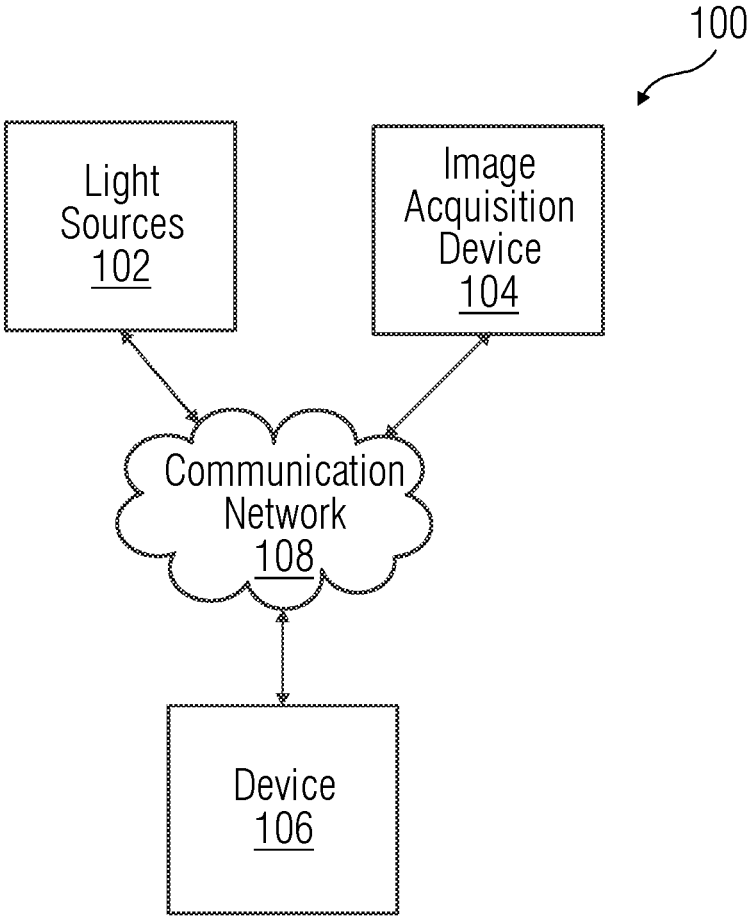 100
Light
Sources
102
Image
Acquisition
Device
104
Communication
Network
108
Device
106